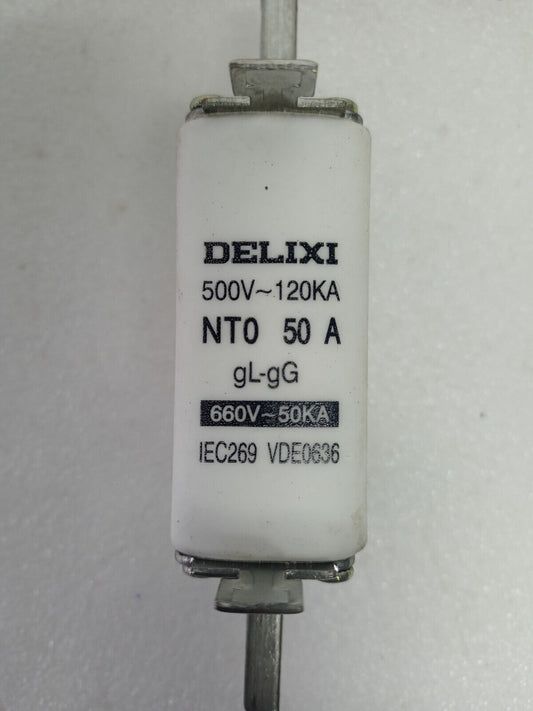 DELIXI
500V~120KA
NT0 50 A
gL-gG
660V~50KA
IEC269 VDE0636